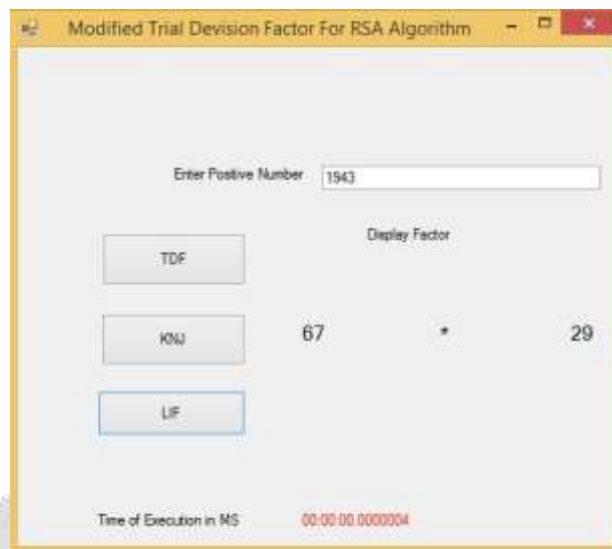 Modified Trial Devision Factor For RSA Algorithm
Enter Postive Number 1943
Display Factor
TDF
KNJ 67 * 29
LIF
Time of Execution in MS 00:00:00.0000004